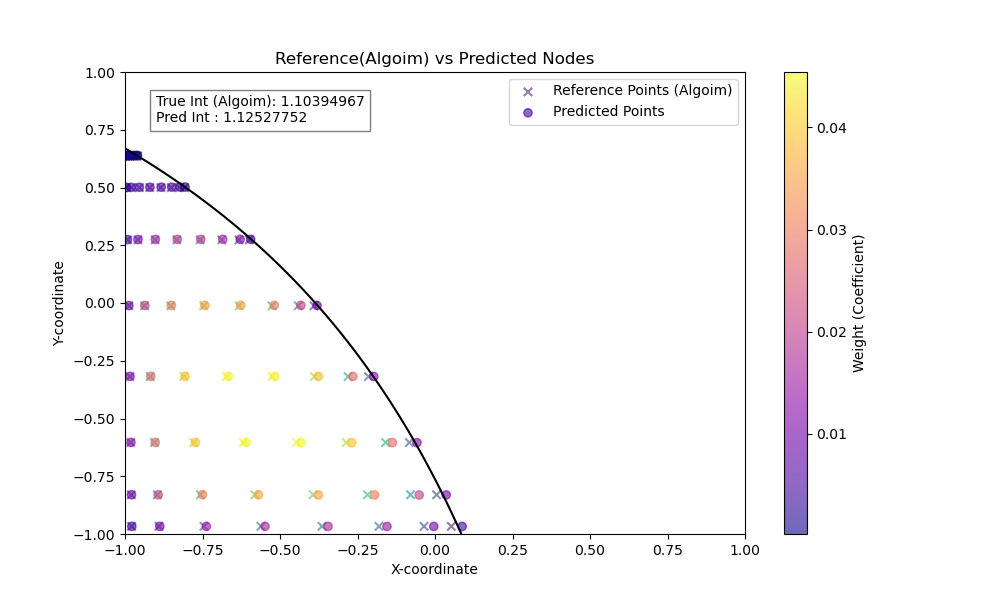 Reference(Algoim) vs Predicted Nodes
True Int (Algoim): 1.10394967
Pred Int : 1.12527752
Reference Points (Algoim)
Predicted Points
1.00
0.75
0.50
0.25
0.00
−0.25
−0.50
−0.75
−1.00
Y-coordinate
−1.00 −0.75 −0.50 −0.25 0.00 0.25 0.50 0.75 1.00
X-coordinate
0.04
0.03
0.02
0.01
Weight (Coefficient)